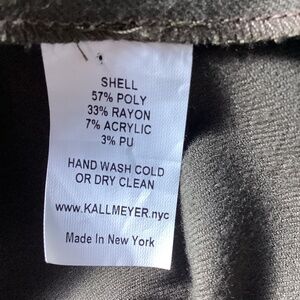 SHELL
57% POLY
33% RAYON
7% ACRYLIC
3% PU
HAND WASH COLD
OR DRY CLEAN
www.KALLMEYER.nyc
Made In New York